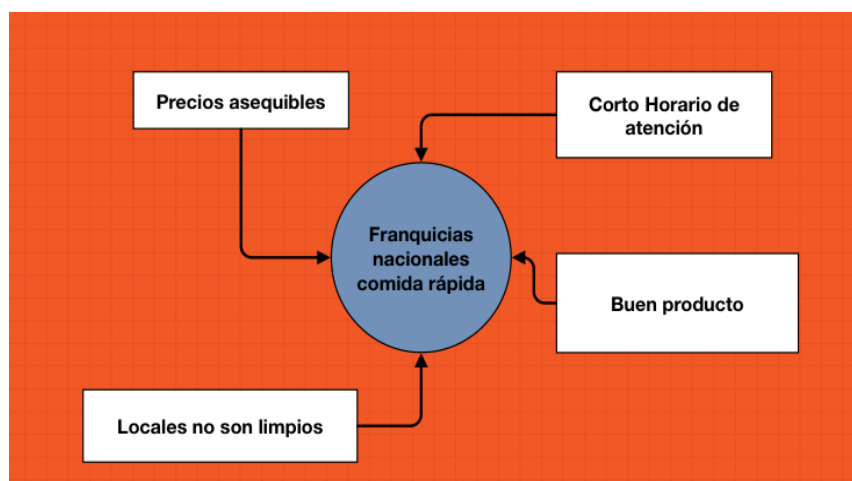 Precios asequibles
Corto Horario de
atención
Franquicias
nacionales
comida rápida
Buen producto
Locales no son limpios